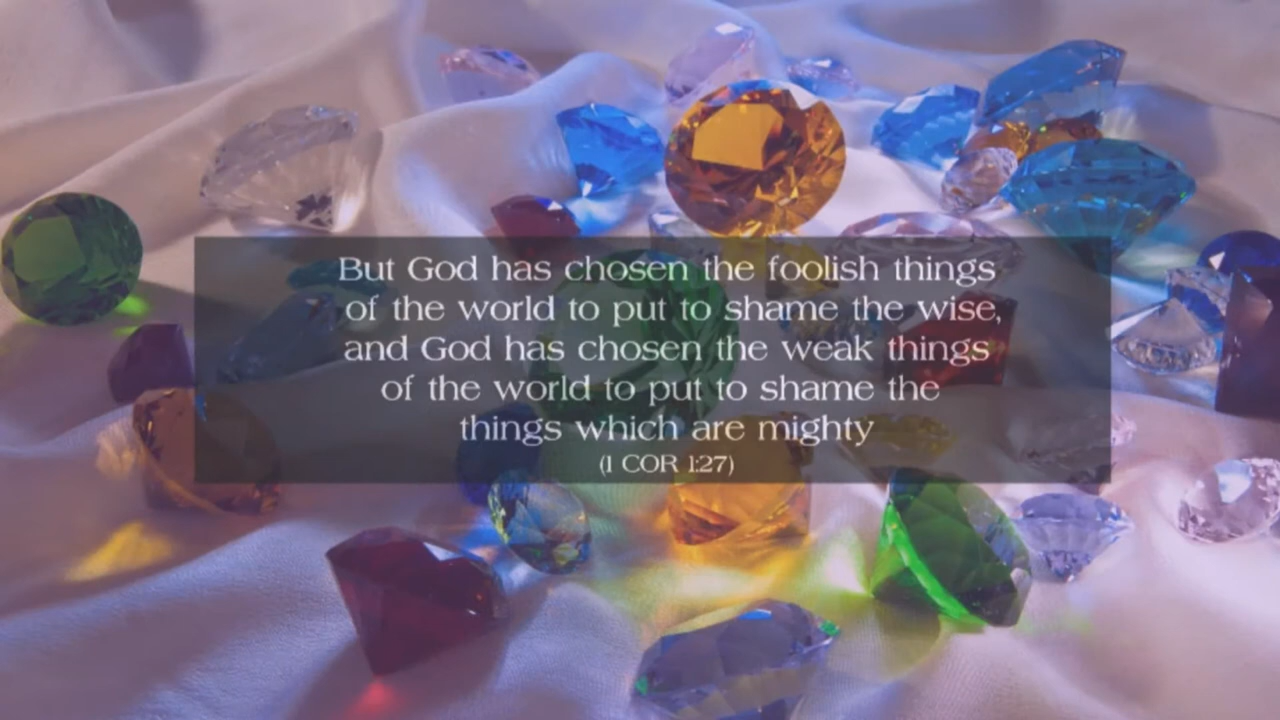 But God has chosen the foolish things
of the world to put to shame the wise,
and God has chosen the weak things
of the world to put to shame the
things which are mighty
(1 COR 1:27)